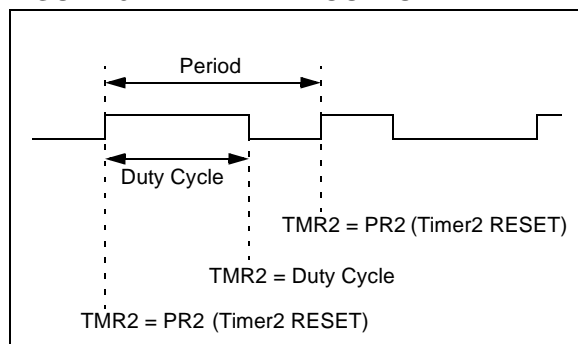 Period
Duty Cycle
TMR2 = PR2 (Timer2 RESET)
TMR2 = Duty Cycle
TMR2 = PR2 (Timer2 RESET)